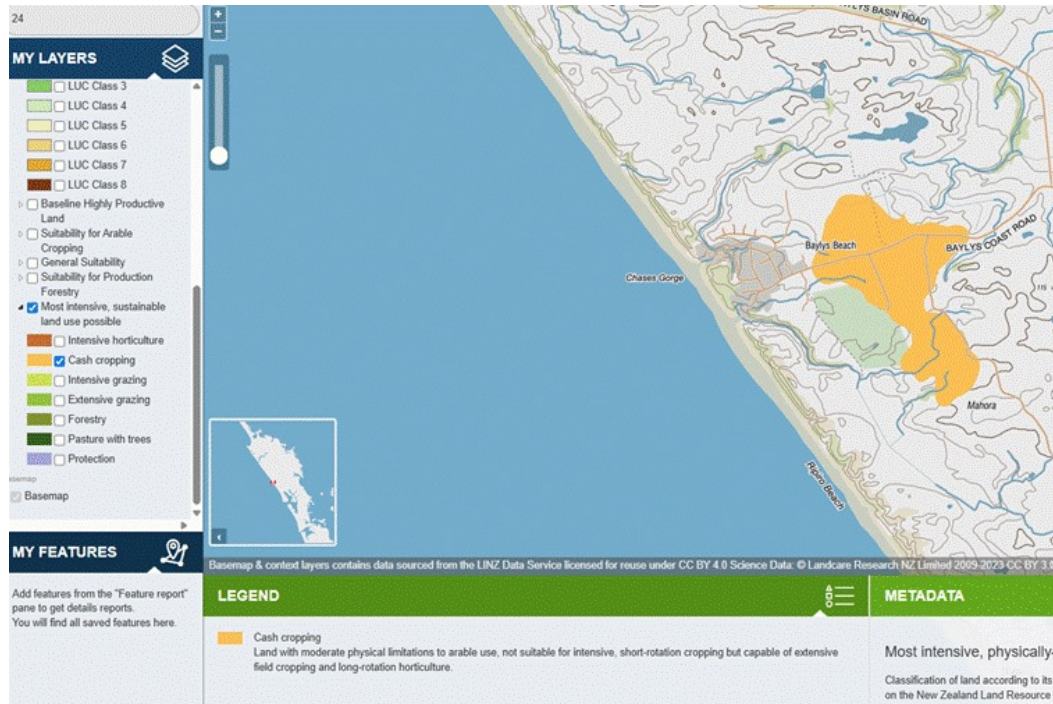 24
MY LAYERS
LUC Class 3
LUC Class 4
LUC Class 5
LUC Class 6
LUC Class 7
LUC Class 8
Baseline Highly Productive
Land
Suitability for Arable
Cropping
General Suitability
Suitability for Production
Forestry
Most intensive, sustainable
land use possible
Intensive horticulture
Cash cropping
Intensive grazing
Extensive grazing
Forestry
Pasture with trees
Protection
Basemap
MY FEATURES
Add features from the "Feature report"
pane to get details reports.
You will find all saved features here.
BASIN ROAD
Baylys Beach
BAYLYS COAST ROAD
Chases Gorge
115
Mahora
Ripiro Beach
Basemap & context layers contains data sourced from the LINZ Data Service licensed for reuse under CC BY 4.0 Science Data: © Landcare Research NZ Limited 2009-2023 CC BY 3.0
LEGEND
Cash cropping
Land with moderate physical limitations to arable use, not suitable for intensive, short-rotation cropping but capable of extensive
field cropping and long-rotation horticulture.
METADATA
Most intensive, physically-
Classification of land according to its
on the New Zealand Land Resource